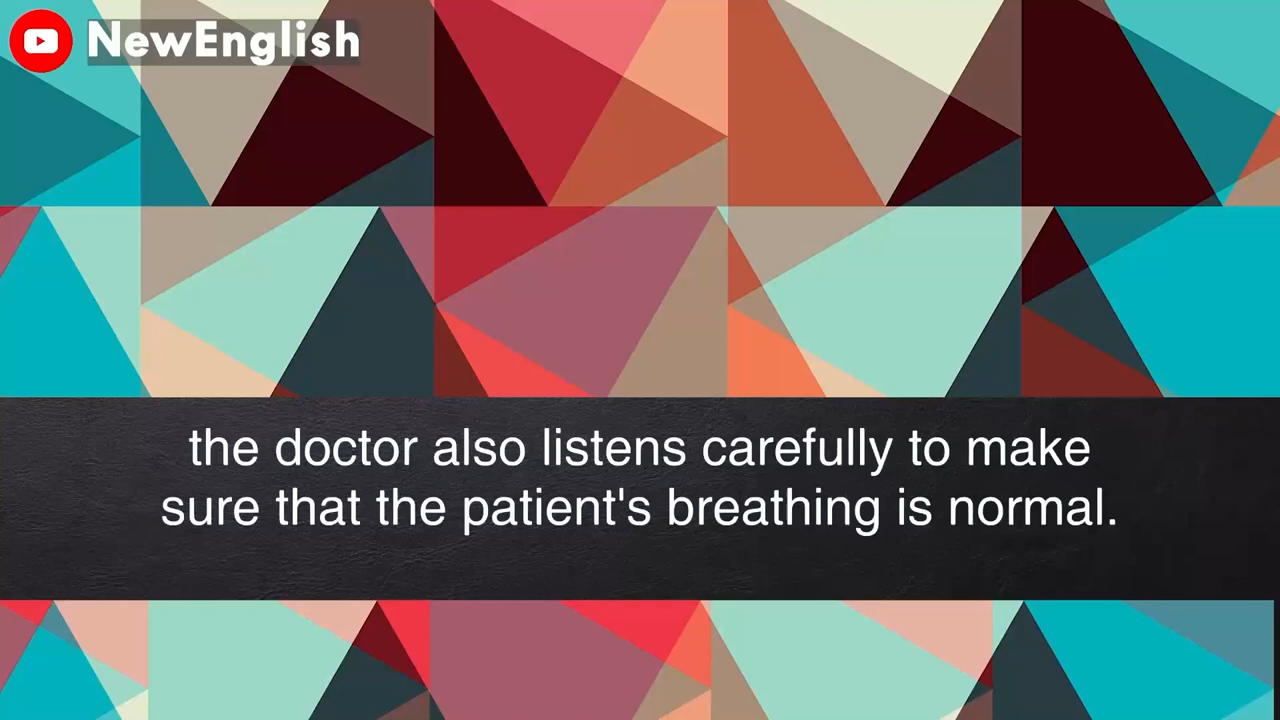 NewEnglish
the doctor also listens carefully to make
sure that the patient's breathing is normal.